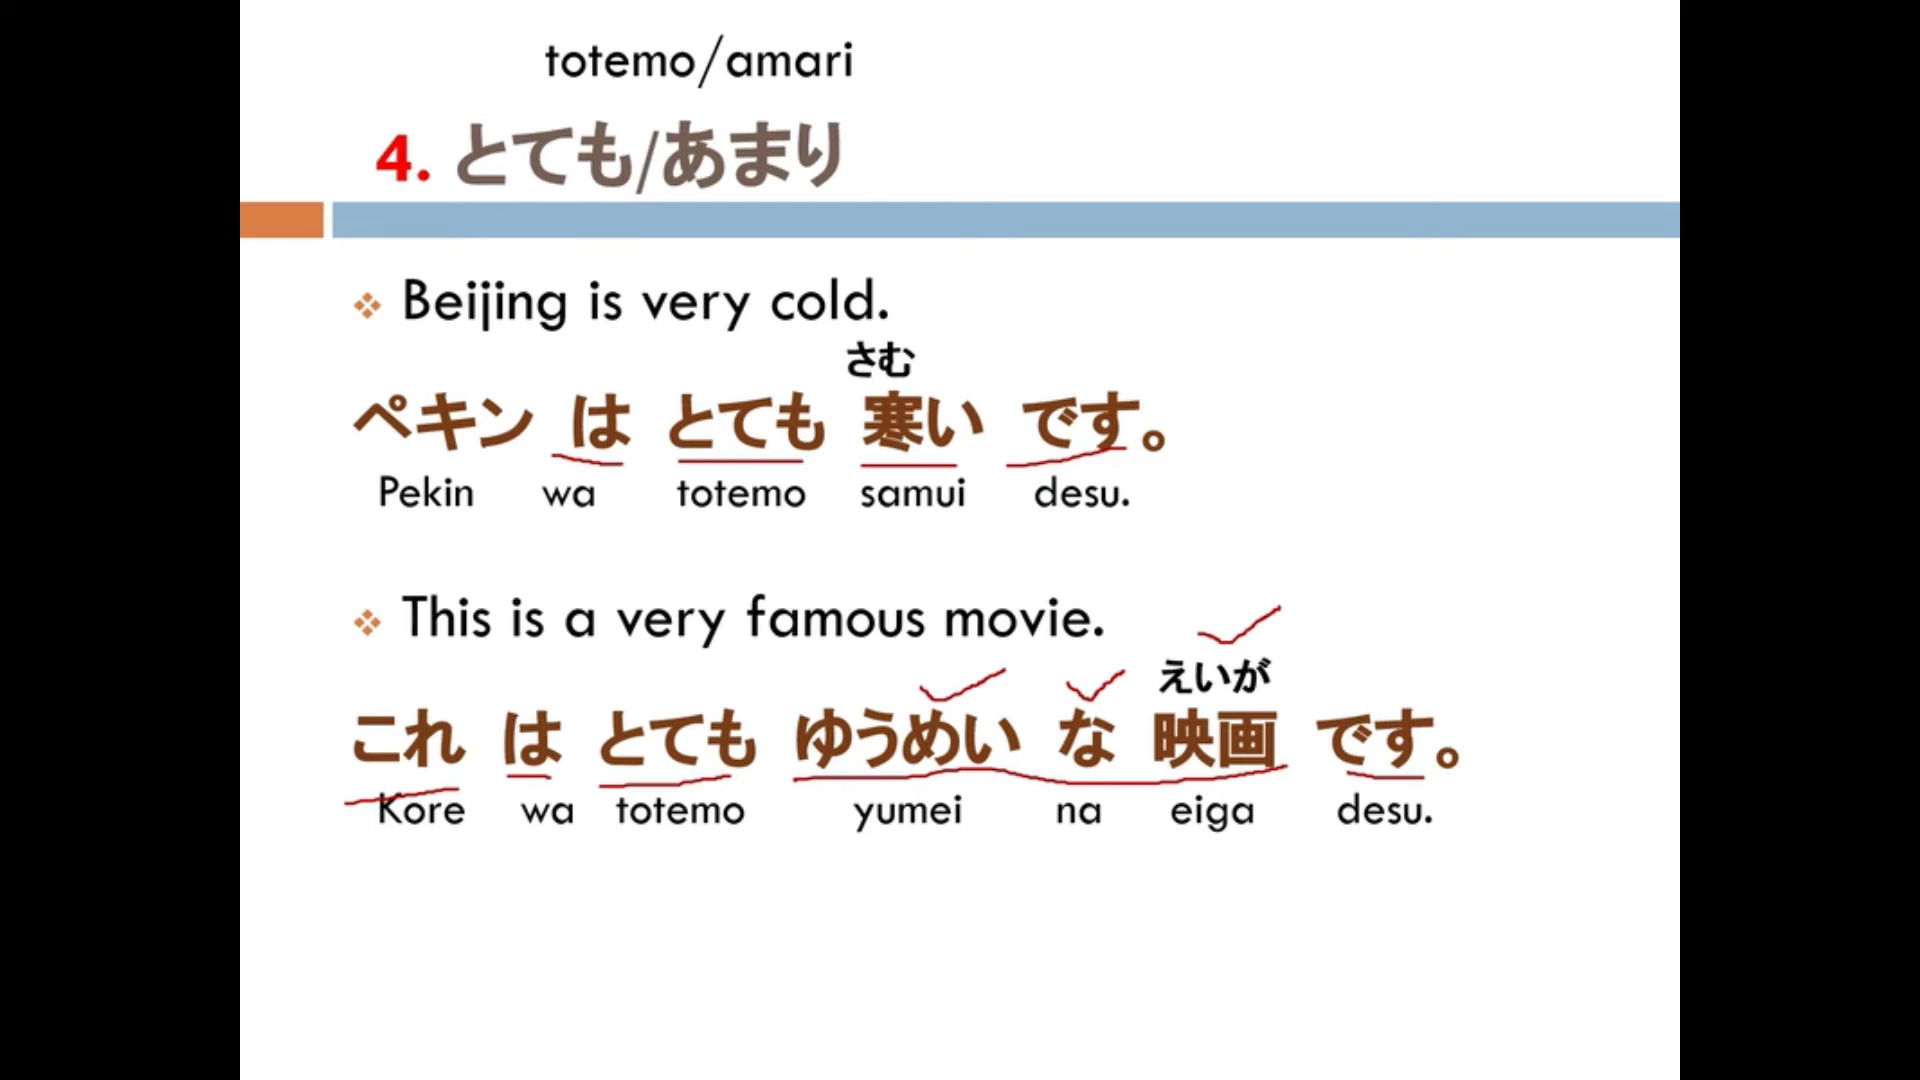 totemo/amari
4. とても/あまり
Beijing is very cold.
さむ
ペキン は とても 寒い です。
Pekin wa totemo samui desu.
This is a very famous movie.
えいが
これ は とても ゆうめい な 映画 です。
Kore wa totemo yumei na eiga desu.